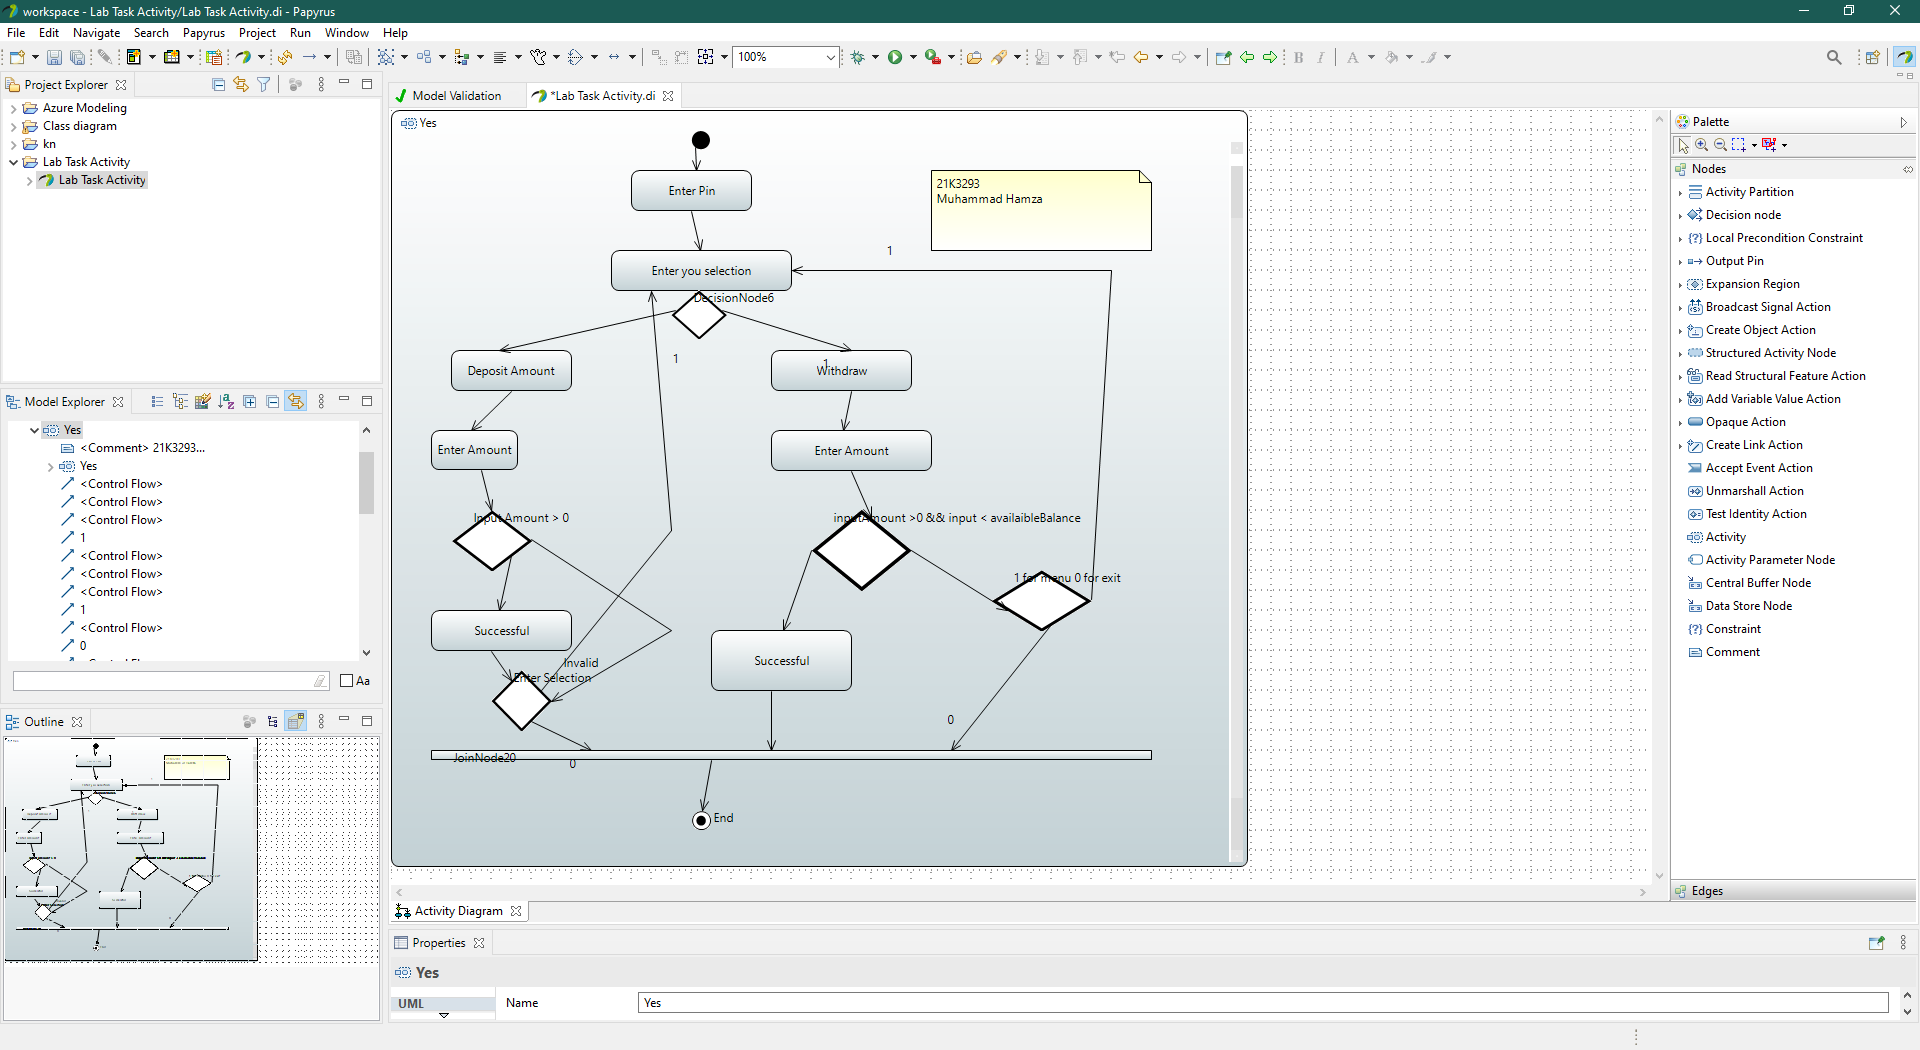 workspace - Lab Task Activity/Lab Task Activity.di - Papyrus
File Edit Navigate Search Papyrus Project Run Window Help
100%
B I A
Project Explorer
Azure Modeling
Class diagram
kn
Lab Task Activity
Lab Task Activity
Model Explorer
Yes
<Comment> 21K3293...
Yes
<Control Flow>
<Control Flow>
<Control Flow>
1
<Control Flow>
<Control Flow>
<Control Flow>
1
<Control Flow>
0
Aa
Outline
Model Validation
*Lab Task Activity.di
Yes
Enter Pin
21K3293
Muhammad Hamza
1
Enter you selection
DecisionNode6
1
1
Deposit Amount
Withdraw
Enter Amount
Enter Amount
Input Amount > 0
inputAmount >0 && input < availaibleBalance
1 for menu 0 for exit
Successful
Successful
Invalid
Enter Selection
0
JoinNode20
0
End
Activity Diagram
Properties
Yes
UML
Name
Yes
Palette
Nodes
Activity Partition
Decision node
Local Precondition Constraint
Output Pin
Expansion Region
Broadcast Signal Action
Create Object Action
Structured Activity Node
Read Structural Feature Action
Add Variable Value Action
Opaque Action
Create Link Action
Accept Event Action
Unmarshall Action
Test Identity Action
Activity
Activity Parameter Node
Central Buffer Node
Data Store Node
Constraint
Comment
Edges